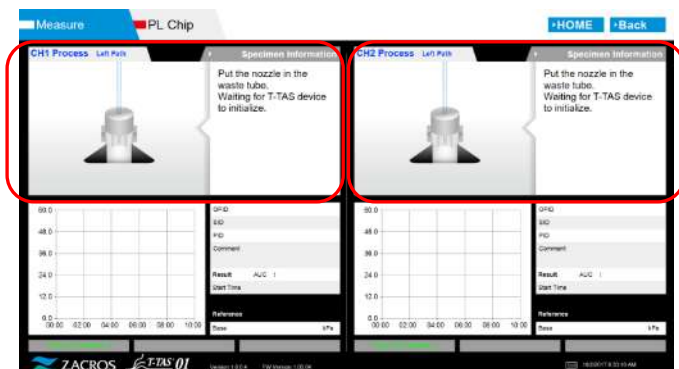 Measure
PL Chip
HOME
Back
CH1 Process Left Path
Specimen Information
Put the nozzle in the
waste tubo.
Waiting for T-TAS device
to initialize.
60.0
48.0
36.0
24.0
12.0
0.0
00:00 02:00 04:00 06:00 08:00 10:00
OPID
SID
PID
Comment
Result AUC :
Start Time
Reference
Base kPa
CH2 Process Left Path
Specimen Information
Put the nozzle in the
waste tube.
Waiting for T-TAS device
to initialize.
60.0
48.0
36.0
24.0
12.0
0.0
00:00 02:00 04:00 06:00 08:00 10:00
OPID
SID
PID
Comment
Result AUC :
Start Time
Reference
Base kPa
ZACROS T-TAS 01